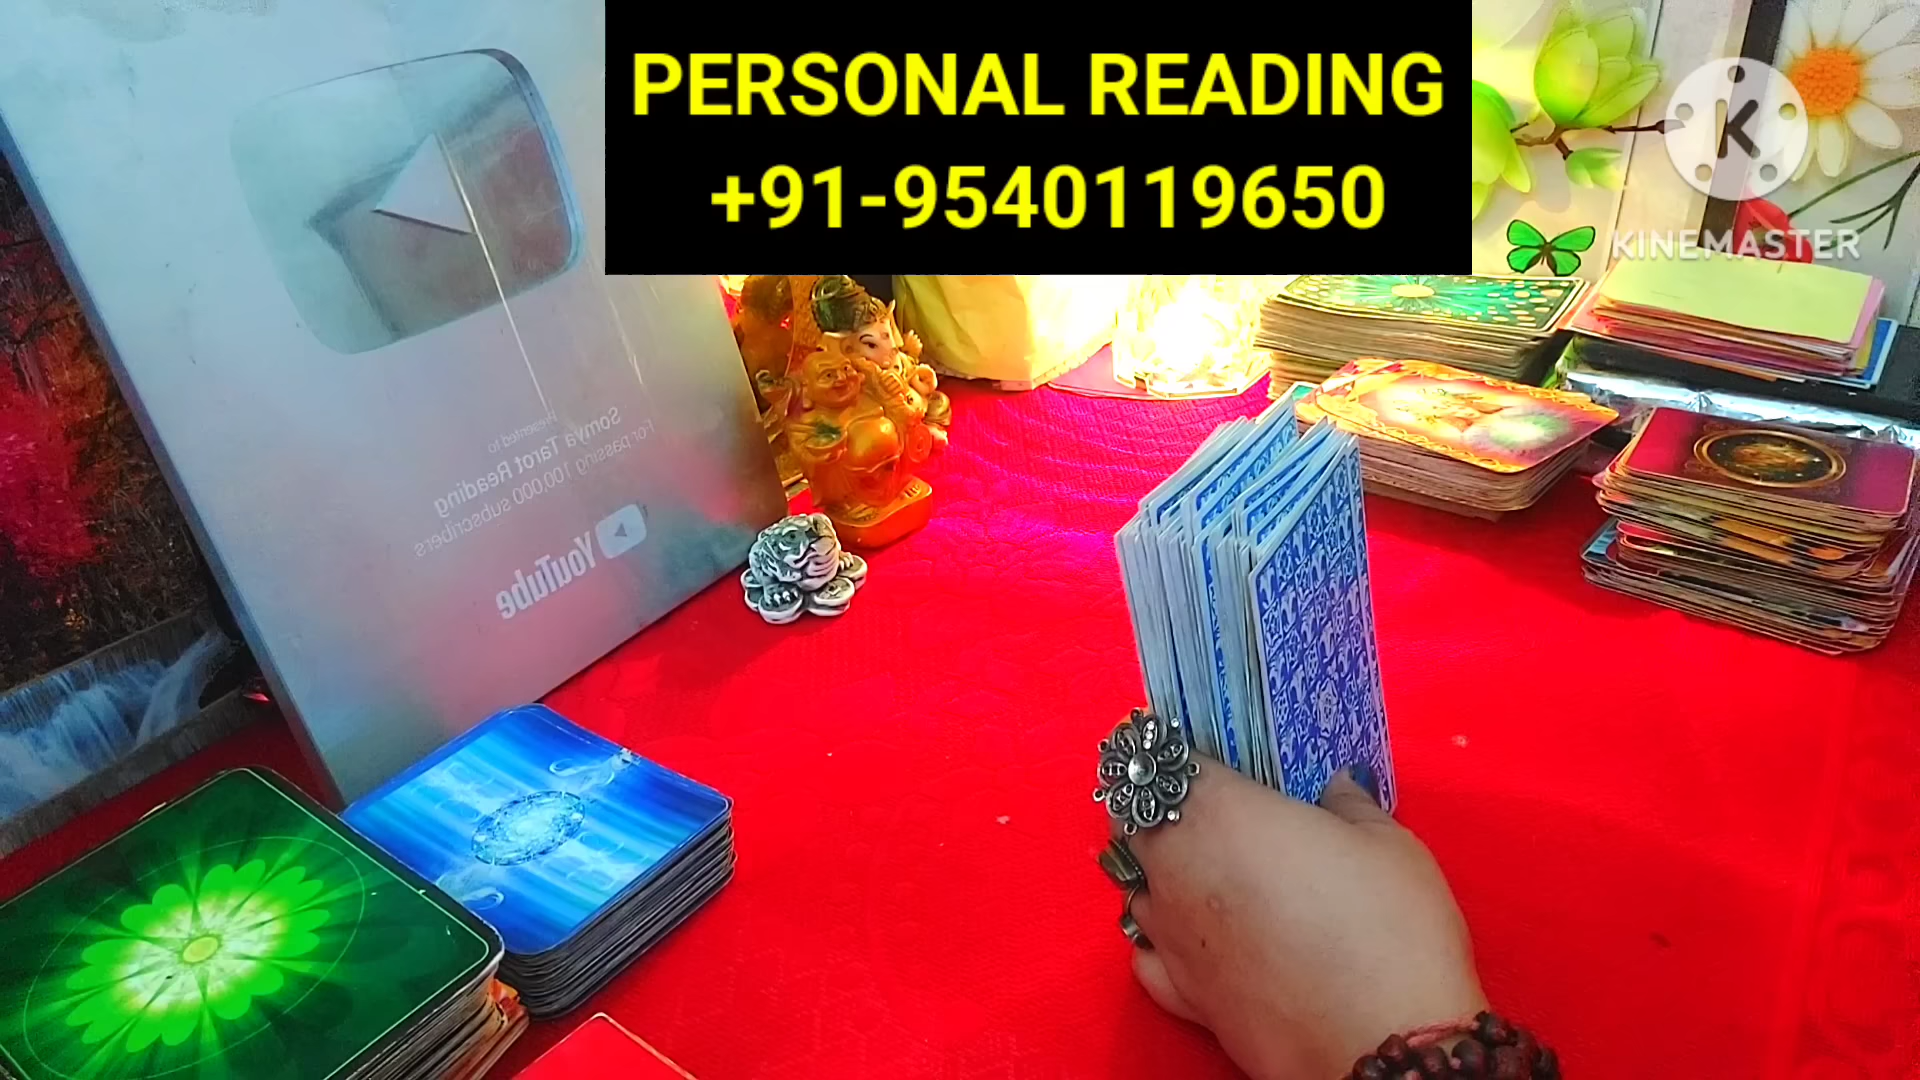 PERSONAL READING
+91-9540119650
K
KINEMASTER
Presented to
Somya Tarot Reading
For passing 100,000 subscribers
YouTube